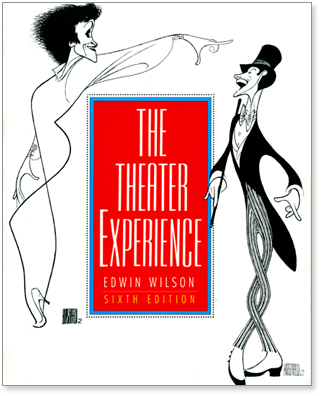 THE
THEATER
EXPERIENCE
EDWIN WILSON
SIXTH EDITION